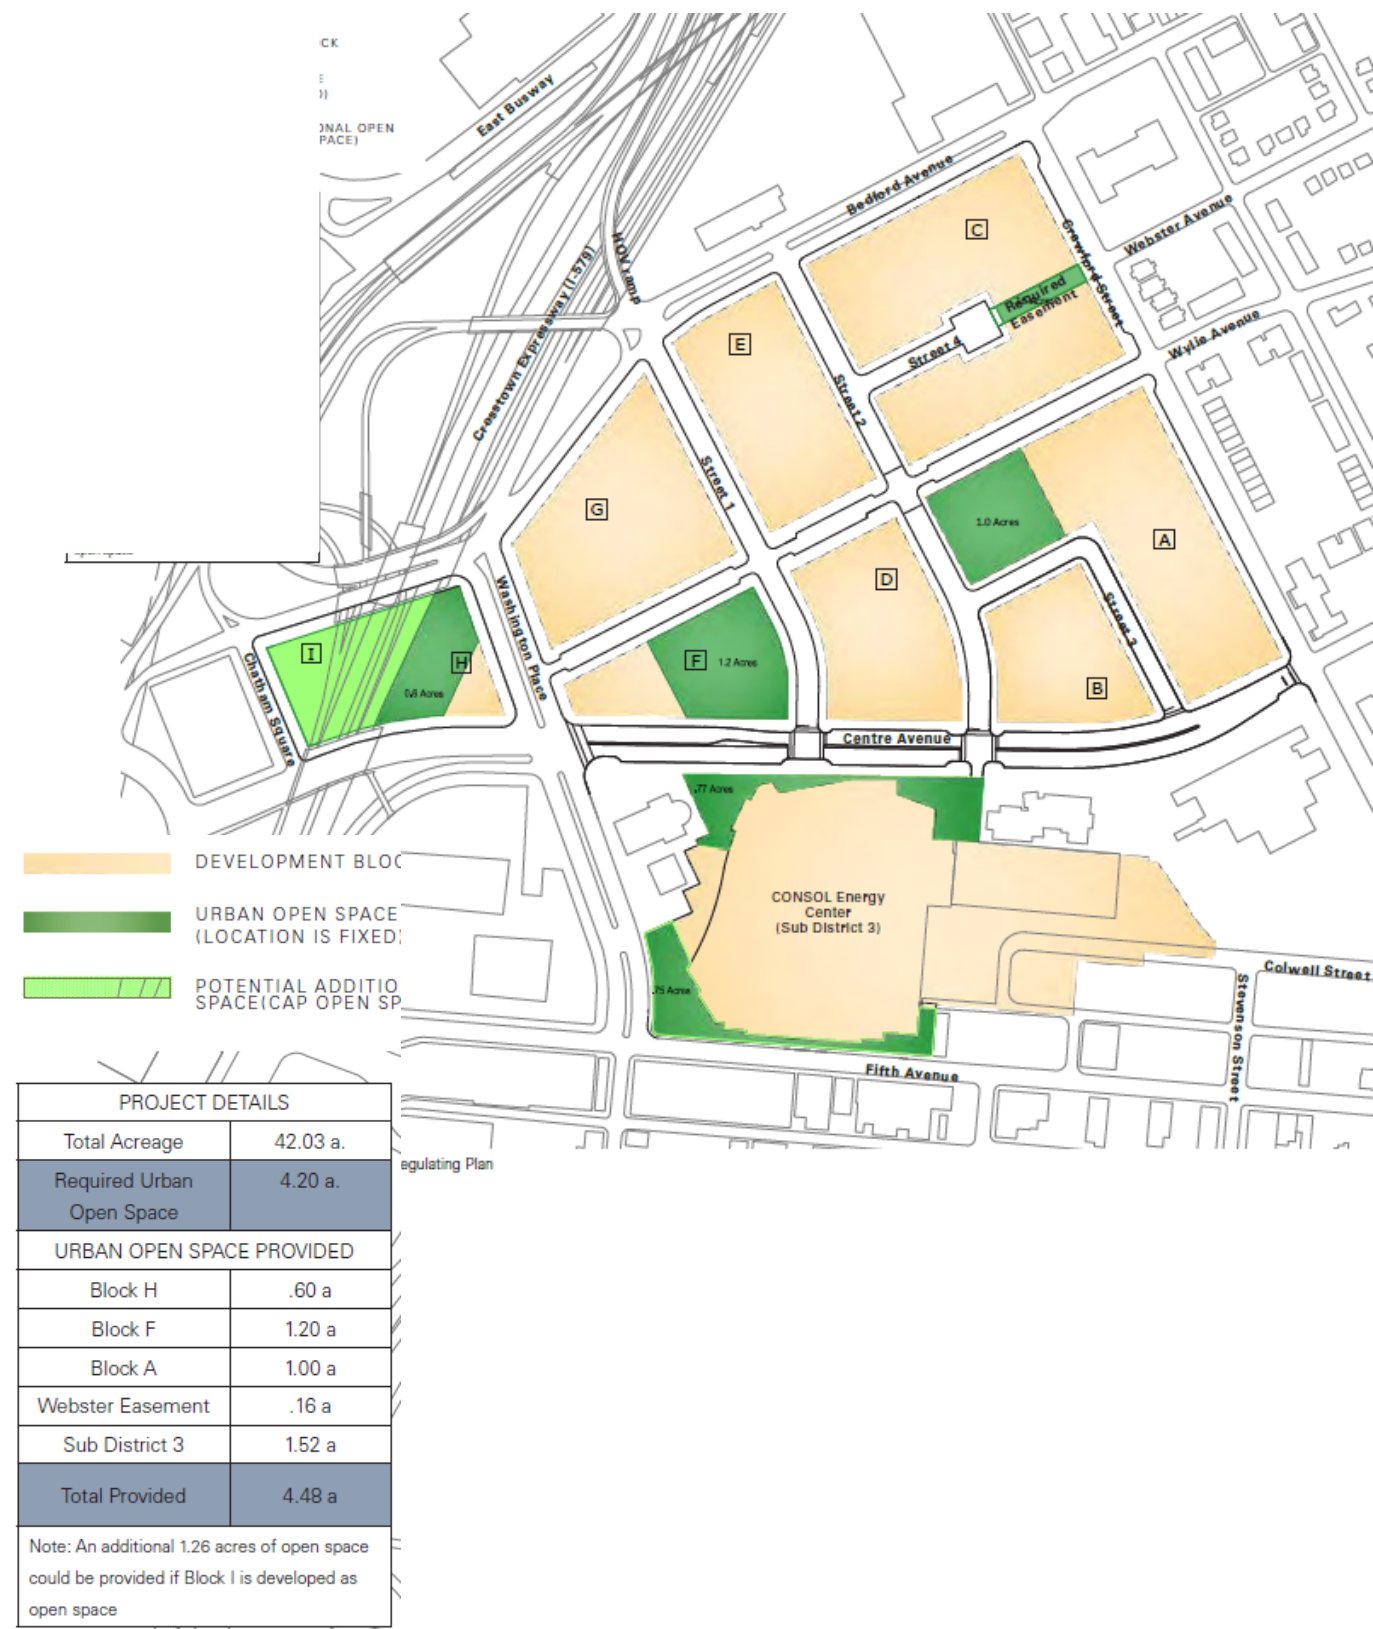 CK
E
))
ONAL OPEN
PACE)
East Busway
Bedford Avenue
HOV ramp
Crosstown Expressway (I-579)
Crawford Street
Webster Avenue
Wylie Avenue
C
Required
Easement
Street 4
E
Street 2
Street 1
G
1.0 Acres
A
D
Street 3
B
Washington Place
I
H
0.6 Acres
F
1.2 Acres
Chatham Square
Centre Avenue
.77 Acres
CONSOL Energy
Center
(Sub District 3)
.75 Acres
Colwell Street
Stevenson Street
Fifth Avenue
DEVELOPMENT BLOC
URBAN OPEN SPACE
(LOCATION IS FIXED)
POTENTIAL ADDITIO
SPACE(CAP OPEN SP
egulating Plan
PROJECT DETAILS
Total Acreage 42.03 a.
Required Urban 4.20 a.
Open Space
URBAN OPEN SPACE PROVIDED
Block H .60 a
Block F 1.20 a
Block A 1.00 a
Webster Easement .16 a
Sub District 3 1.52 a
Total Provided 4.48 a
Note: An additional 1.26 acres of open space
could be provided if Block I is developed as
open space